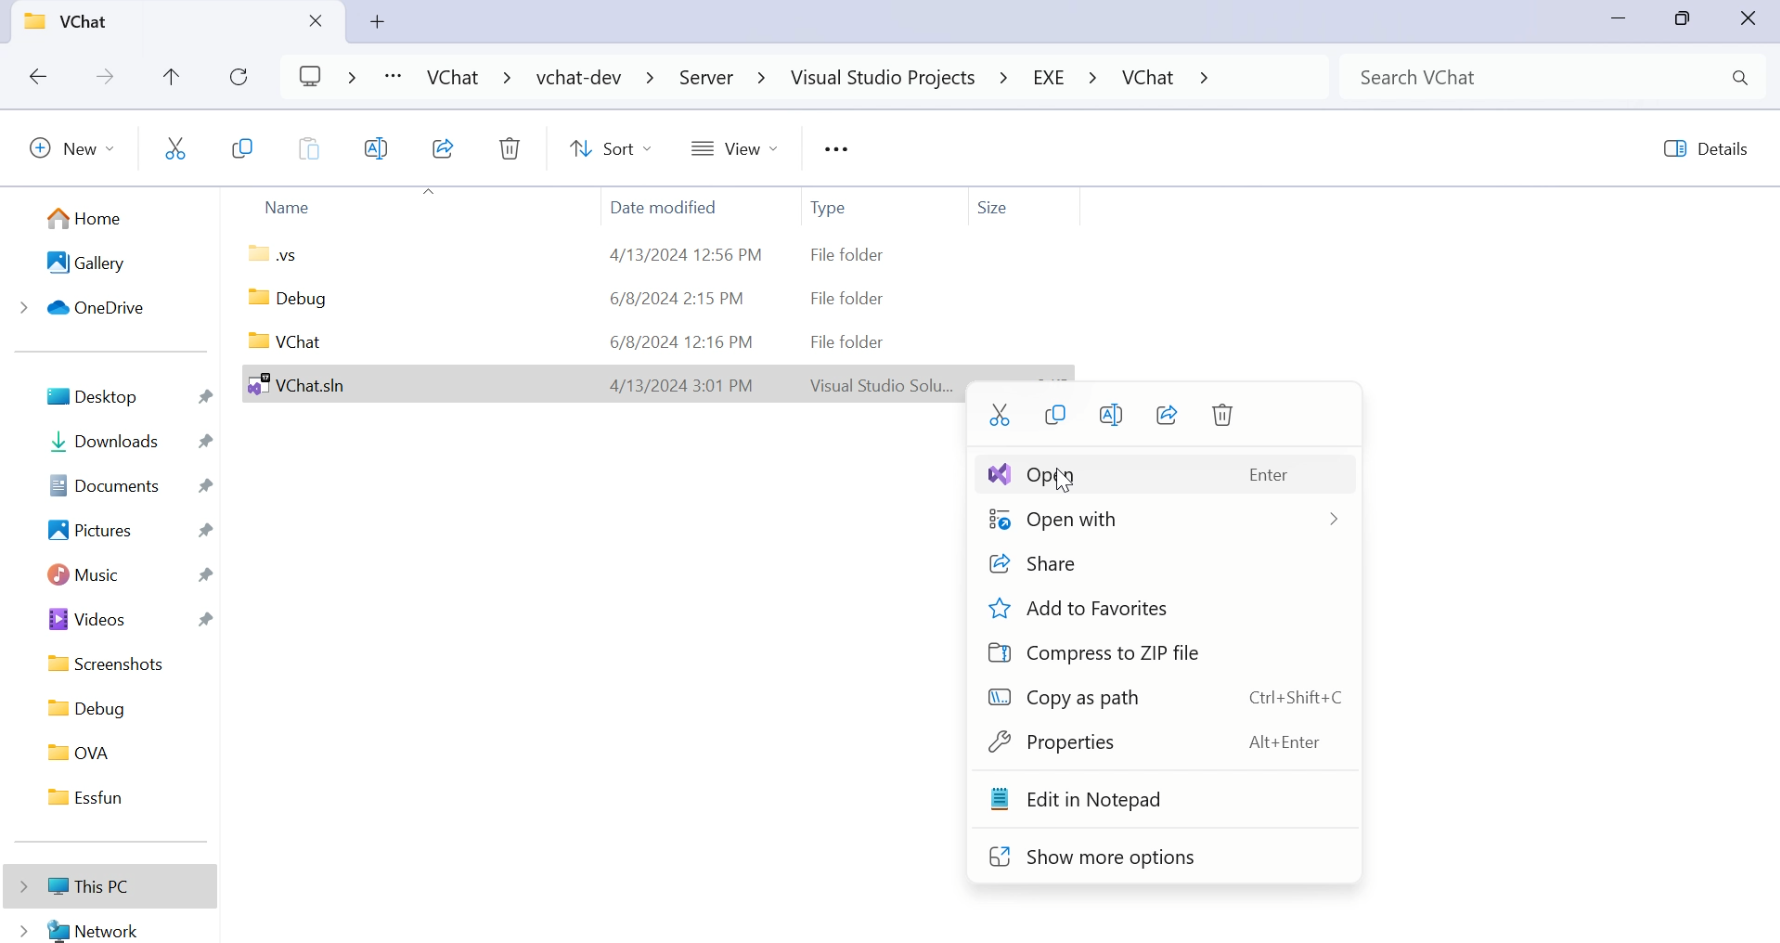 VChat
VChat vchat-dev Server Visual Studio Projects EXE VChat
Search VChat
New Sort View Details
Name Date modified Type Size
.vs 4/13/2024 12:56 PM File folder
Debug 6/8/2024 2:15 PM File folder
VChat 6/8/2024 12:16 PM File folder
VChat.sln 4/13/2024 3:01 PM Visual Studio Solu...
Home
Gallery
OneDrive
Desktop
Downloads
Documents
Pictures
Music
Videos
Screenshots
Debug
OVA
Essfun
This PC
Network
Open Enter
Open with
Share
Add to Favorites
Compress to ZIP file
Copy as path Ctrl+Shift+C
Properties Alt+Enter
Edit in Notepad
Show more options